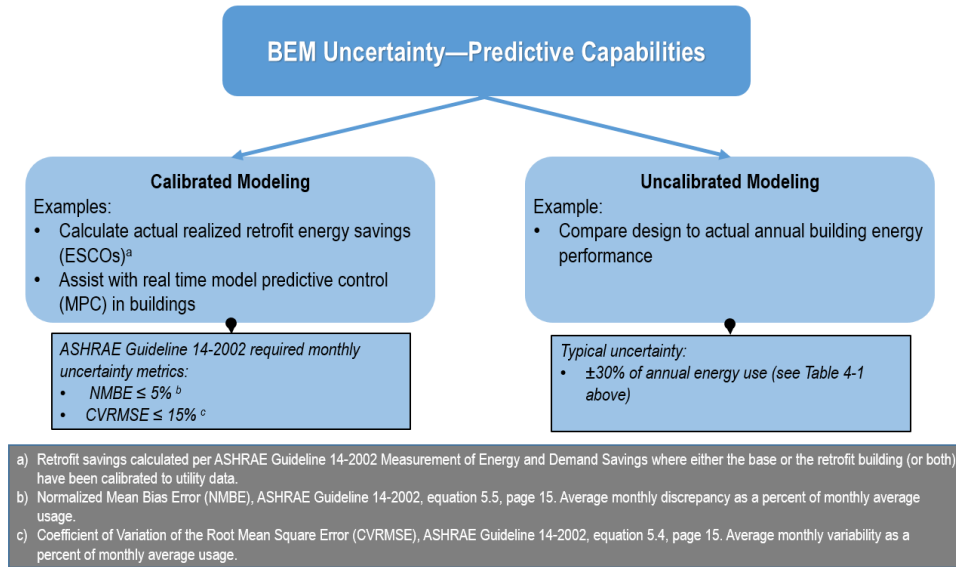 BEM Uncertainty—Predictive Capabilities
Calibrated Modeling
Examples:
• Calculate actual realized retrofit energy savings
(ESCOs)a
• Assist with real time model predictive control
(MPC) in buildings
Uncalibrated Modeling
Example:
• Compare design to actual annual building energy
performance
ASHRAE Guideline 14-2002 required monthly
uncertainty metrics:
• NMBE ≤ 5% b
• CVRMSE ≤ 15% c
Typical uncertainty:
• ±30% of annual energy use (see Table 4-1
above)
a) Retrofit savings calculated per ASHRAE Guideline 14-2002 Measurement of Energy and Demand Savings where either the base or the retrofit building (or both)
have been calibrated to utility data.
b) Normalized Mean Bias Error (NMBE), ASHRAE Guideline 14-2002, equation 5.5, page 15. Average monthly discrepancy as a percent of monthly average
usage.
c) Coefficient of Variation of the Root Mean Square Error (CVRMSE), ASHRAE Guideline 14-2002, equation 5.4, page 15. Average monthly variability as a
percent of monthly average usage.